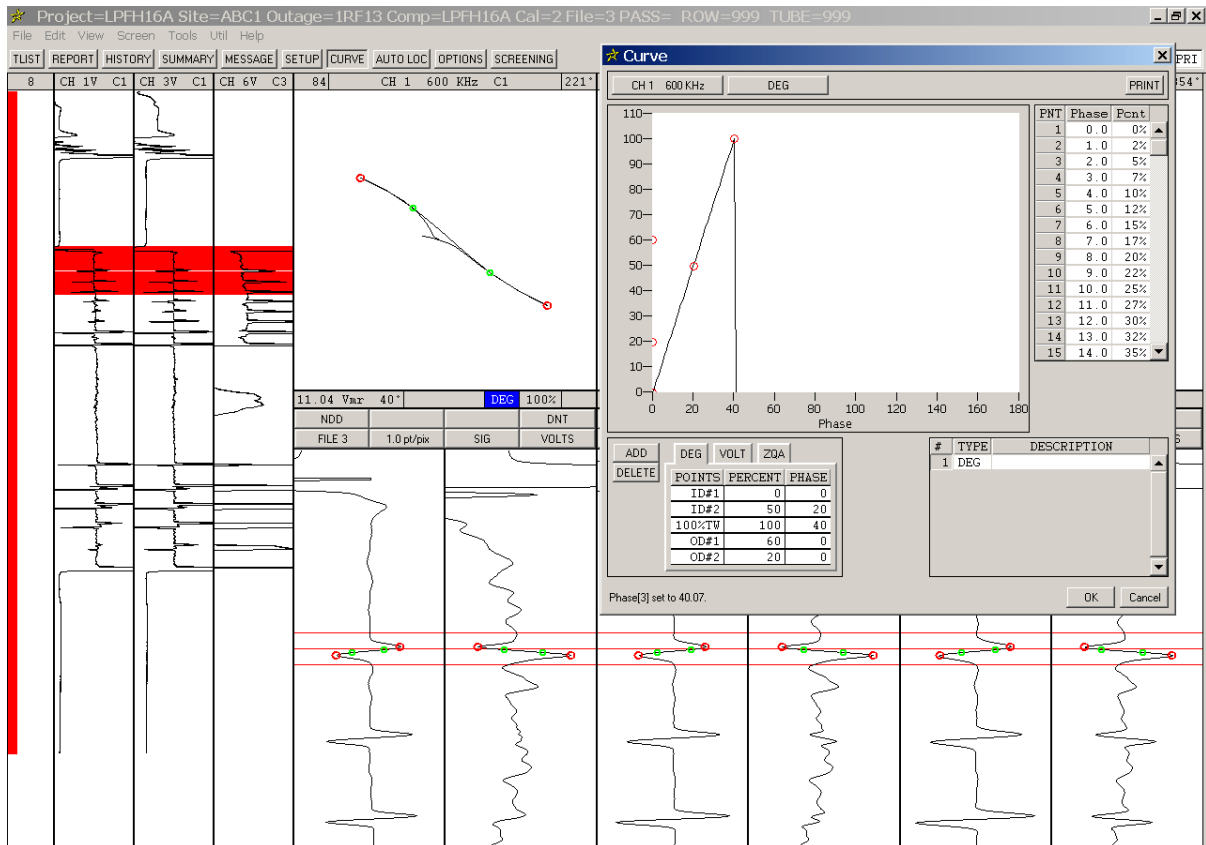 Project=LPFH16A Site=ABC1 Outage=1RF13 Comp=LPFH16A Cal=2 File=3 PASS= ROW=999 TUBE=999
File Edit View Screen Tools Util Help
TLIST REPORT HISTORY SUMMARY MESSAGE SETUP CURVE AUTO LOC OPTIONS SCREENING PRI
8 CH 1V C1 CH 3V C1 CH 6V C3 84 CH 1 600 KHz C1 221° 354°
11.04 Vmr 40° DEG 100%
NDD DNT
FILE 3 1.0 pt/pix SIG VOLTS S
Curve
CH 1 600 KHz DEG PRINT
110
100
90
80
70
60
50
40
30
20
10
0
0 20 40 60 80 100 120 140 160 180
Phase
PNT Phase Pcnt
1 0.0 0%
2 1.0 2%
3 2.0 5%
4 3.0 7%
5 4.0 10%
6 5.0 12%
7 6.0 15%
8 7.0 17%
9 8.0 20%
10 9.0 22%
11 10.0 25%
12 11.0 27%
13 12.0 30%
14 13.0 32%
15 14.0 35%
ADD
DELETE
DEG VOLT ZQA
POINTS PERCENT PHASE
ID#1 0 0
ID#2 50 20
100%TW 100 40
OD#1 60 0
OD#2 20 0
# TYPE DESCRIPTION
1 DEG
Phase[3] set to 40.07.
OK Cancel